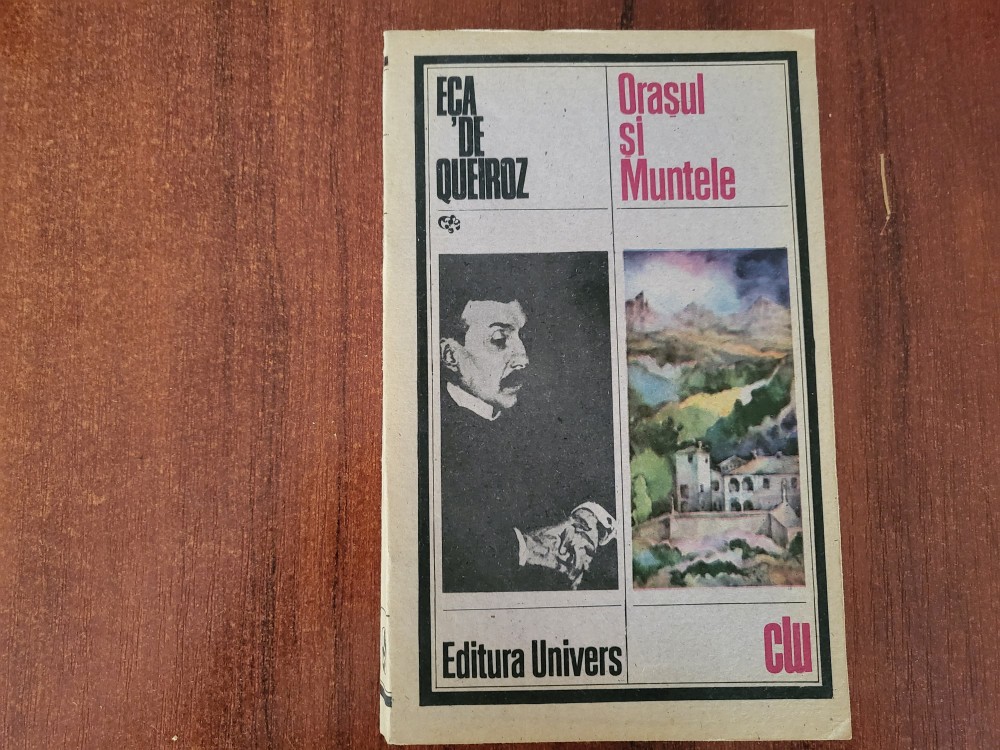 EÇA
DE
QUEIROZ
Orașul
și
Muntele
Editura Univers
clu